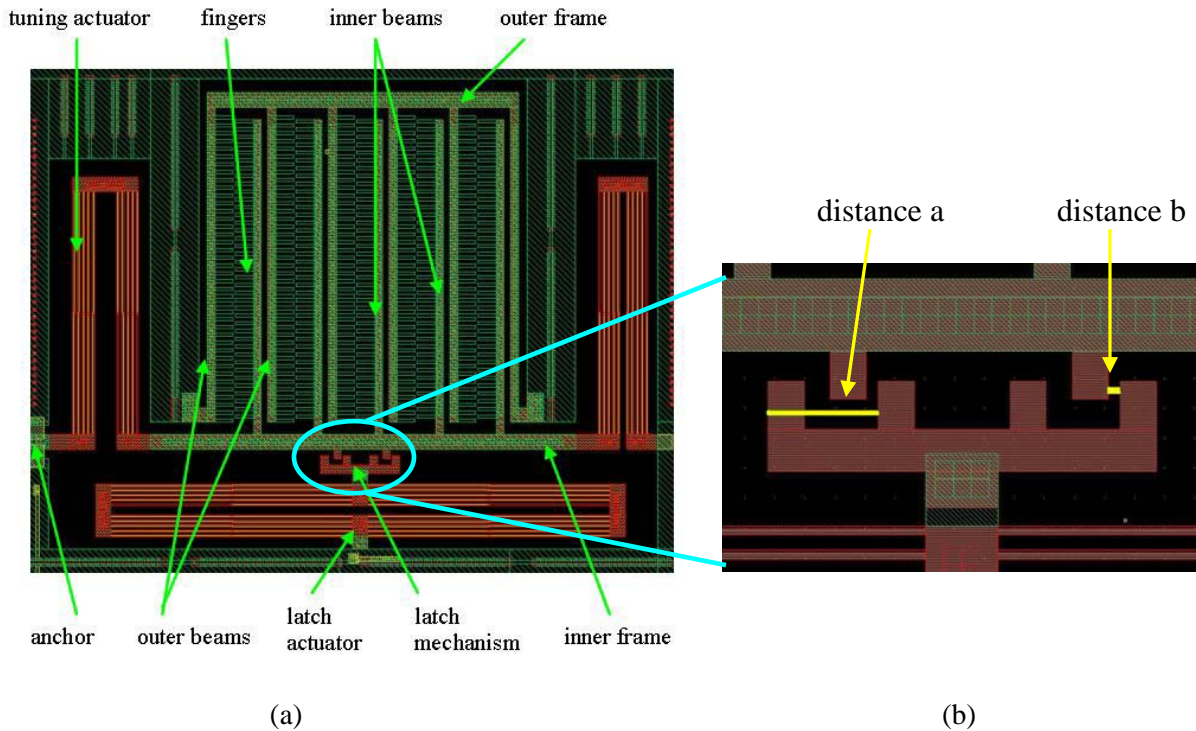 tuning actuator
fingers
inner beams
outer frame
distance a
distance b
anchor
outer beams
latch
actuator
latch
mechanism
inner frame
(a)
(b)